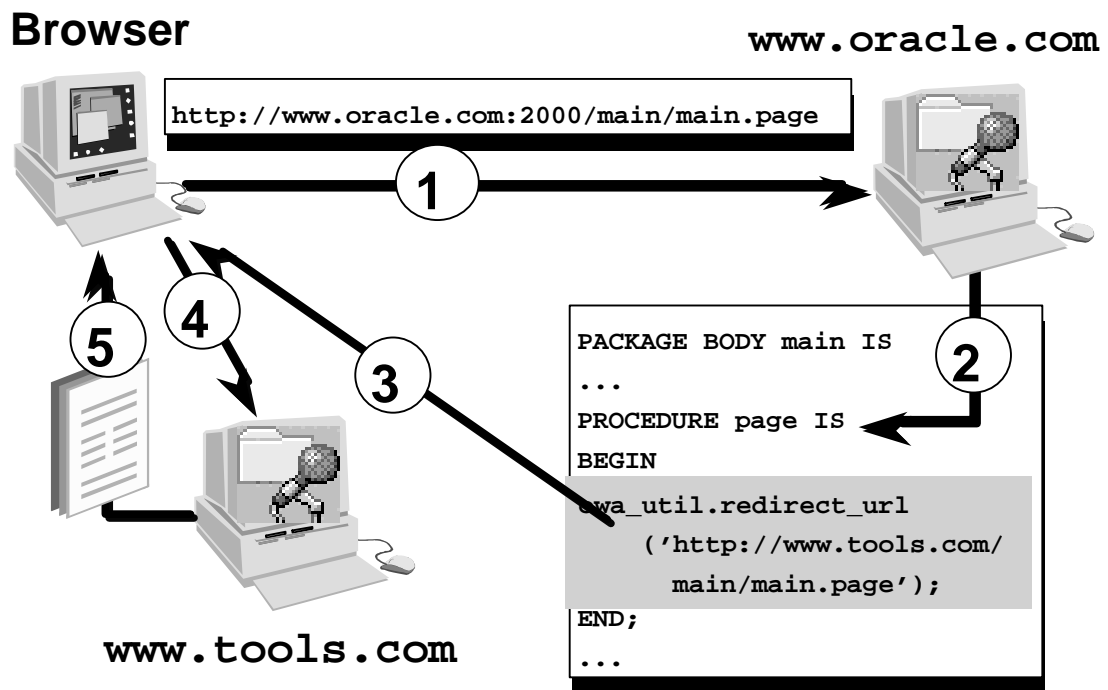 Browser
www.oracle.com
http://www.oracle.com:2000/main/main.page
1
4
5
3
2
PACKAGE BODY main IS
...
PROCEDURE page IS
BEGIN
owa_util.redirect_url
(’http://www.tools.com/
main/main.page’);
END;
...
www.tools.com